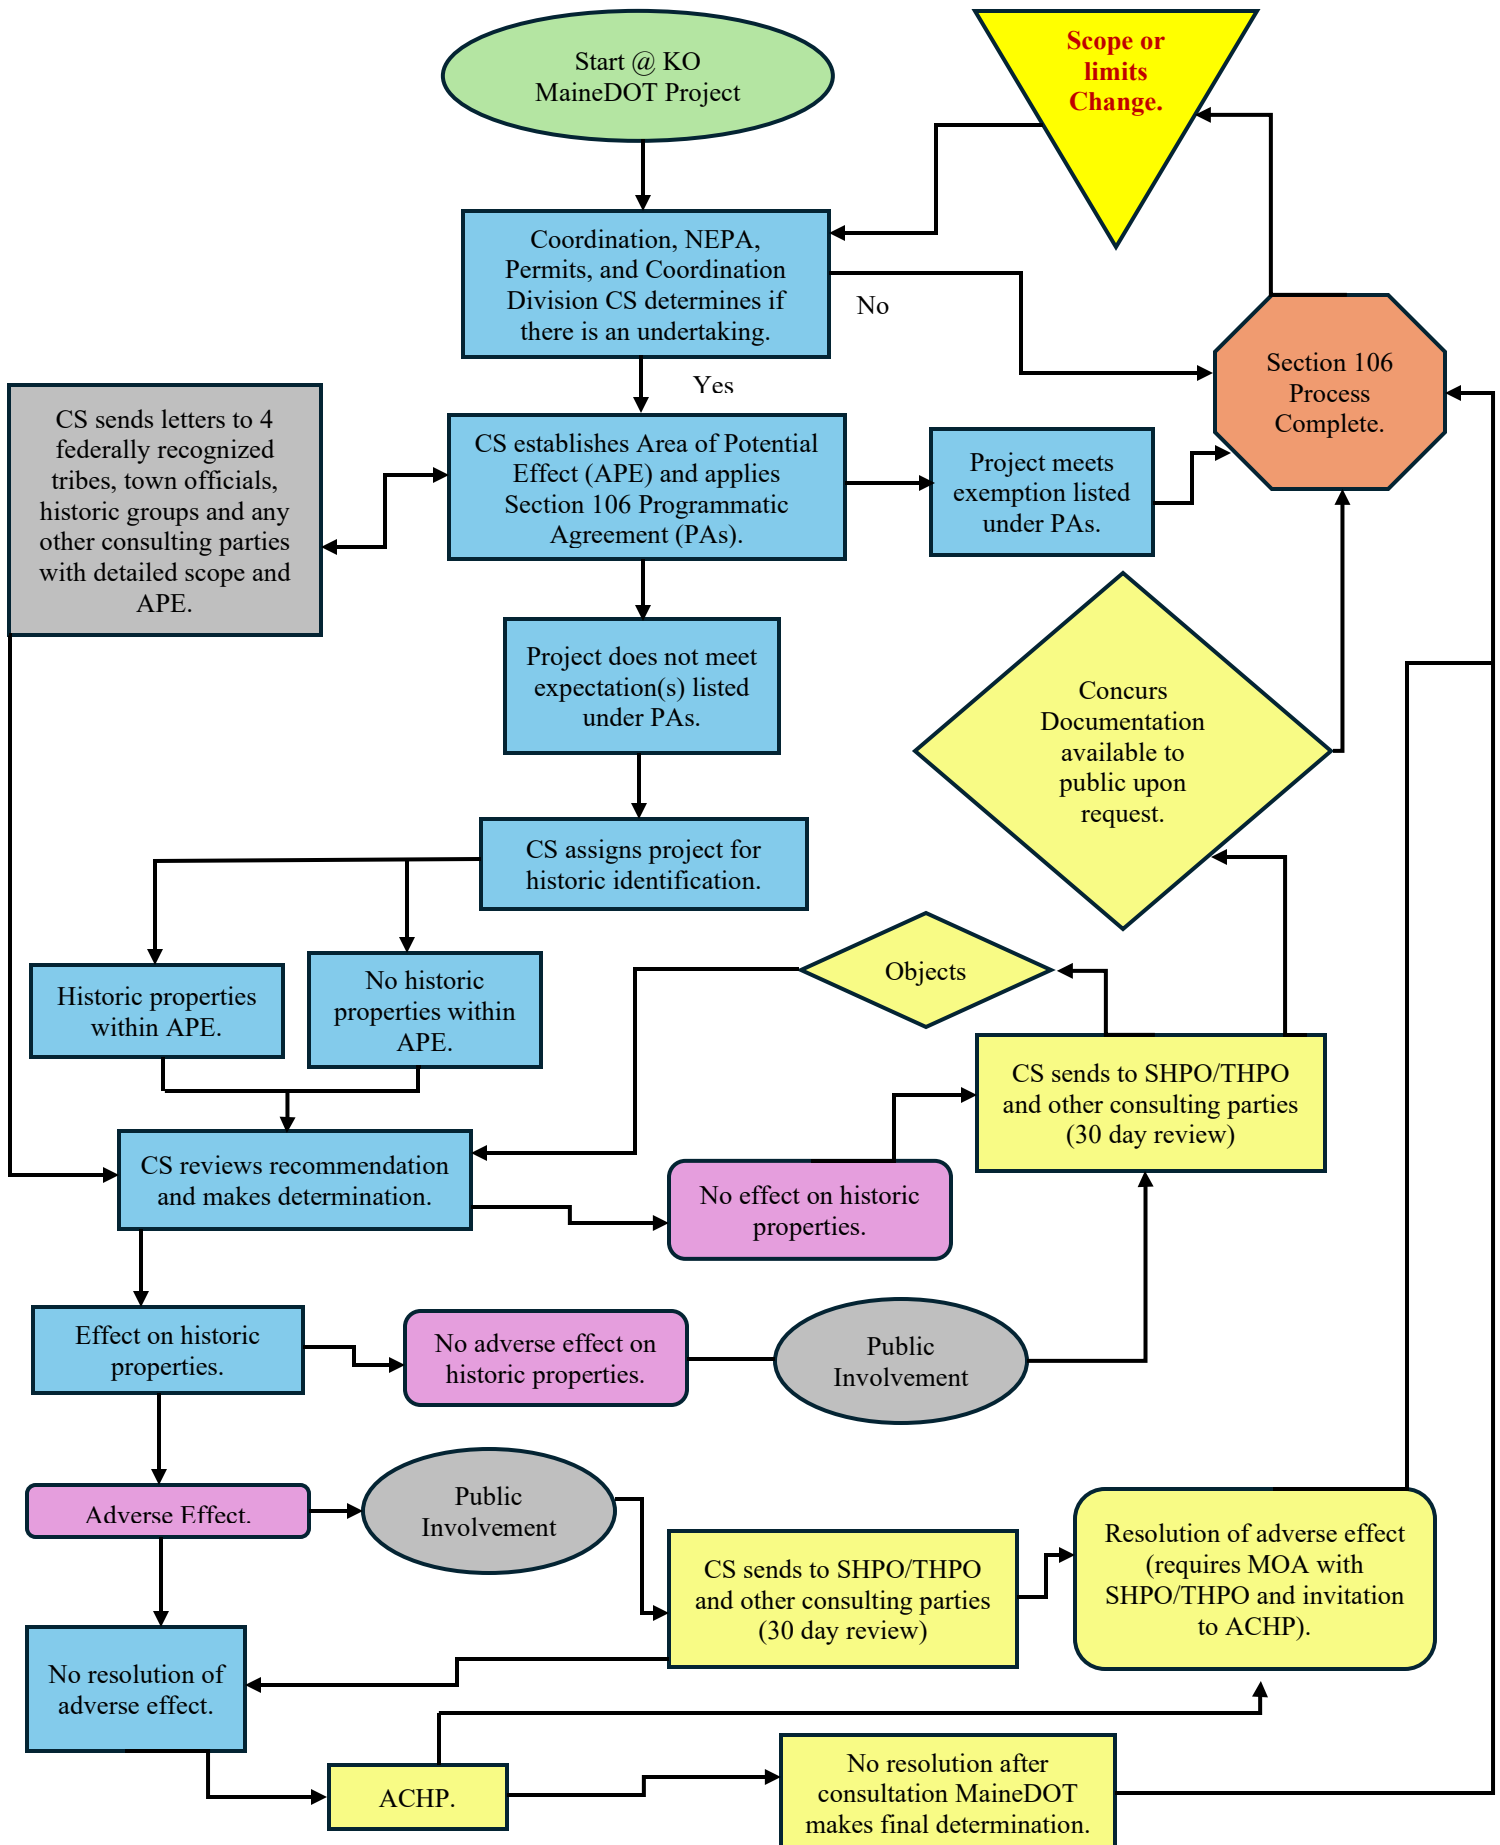 Start @ KO
MaineDOT Project
Scope or
limits
Change.
Coordination, NEPA,
Permits, and Coordination
Division CS determines if
there is an undertaking.
No
Yes
Section 106
Process
Complete.
CS sends letters to 4
federally recognized
tribes, town officials,
historic groups and any
other consulting parties
with detailed scope and
APE.
CS establishes Area of Potential
Effect (APE) and applies
Section 106 Programmatic
Agreement (PAs).
Project meets
exemption listed
under PAs.
Project does not meet
expectation(s) listed
under PAs.
Concurs
Documentation
available to
public upon
request.
CS assigns project for
historic identification.
Historic properties
within APE.
No historic
properties within
APE.
Objects
CS sends to SHPO/THPO
and other consulting parties
(30 day review)
CS reviews recommendation
and makes determination.
No effect on historic
properties.
Effect on historic
properties.
No adverse effect on
historic properties.
Public
Involvement
Adverse Effect.
Public
Involvement
CS sends to SHPO/THPO
and other consulting parties
(30 day review)
Resolution of adverse effect
(requires MOA with
SHPO/THPO and invitation
to ACHP).
No resolution of
adverse effect.
ACHP.
No resolution after
consultation MaineDOT
makes final determination.